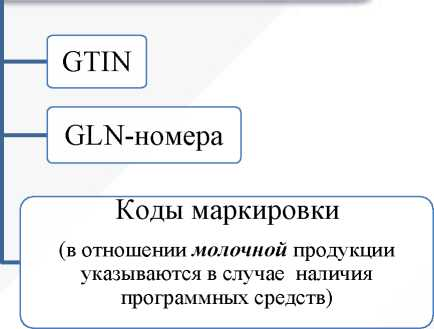 GTIN
GLN-номера
Коды маркировки
(в отношении молочной продукции
указываются в случае наличия
программных средств)